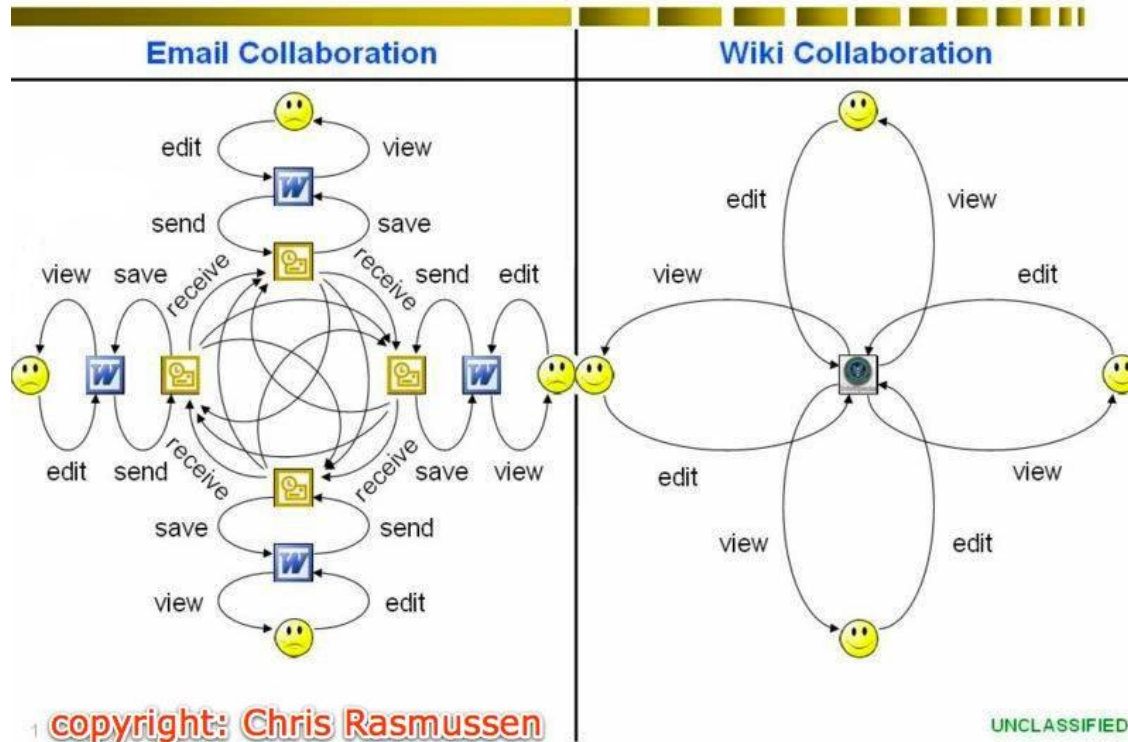 Email Collaboration
Wiki Collaboration
edit
view
send
save
view
save
receive
receive
send
edit
edit
send
receive
receive
save
view
save
send
view
edit
edit
view
view
edit
edit
view
view
edit
1
copyright: Chris Rasmussen
UNCLASSIFIED